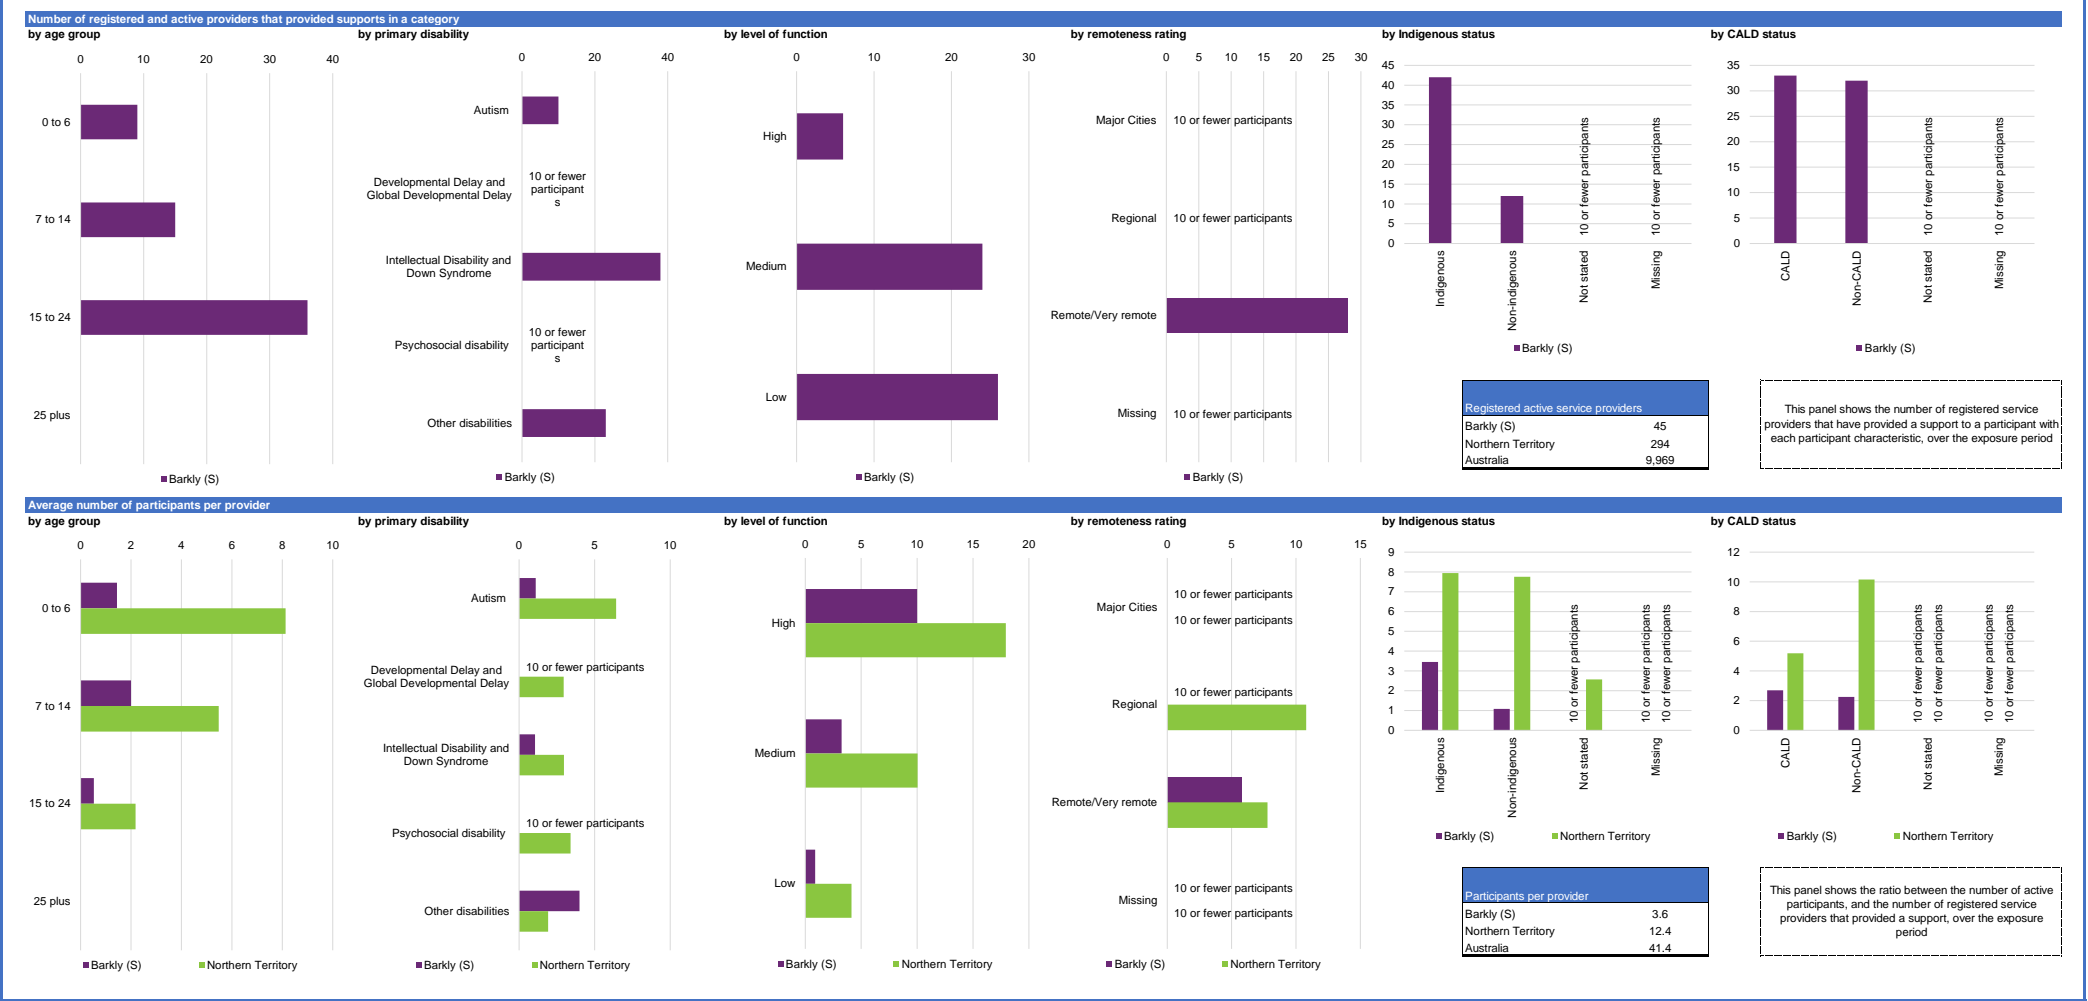 Number of registered and active providers that provided supports in a category
by age group
0 10 20 30 40
0 to 6
7 to 14
15 to 24
25 plus
Barkly (S)
by primary disability
0 20 40
Autism
Developmental Delay and
Global Developmental Delay
10 or fewer
participant
s
Intellectual Disability and
Down Syndrome
Psychosocial disability
10 or fewer
participant
s
Other disabilities
Barkly (S)
by level of function
0 10 20 30
High
Medium
Low
Barkly (S)
by remoteness rating
0 5 10 15 20 25 30
Major Cities 10 or fewer participants
Regional 10 or fewer participants
Remote/Very remote
Missing 10 or fewer participants
Barkly (S)
by Indigenous status
45
40
35
30
25
20
15
10
5
0
10 or fewer participants
10 or fewer participants
Indigenous
Non-indigenous
Not stated
Missing
Barkly (S)
by CALD status
35
30
25
20
15
10
5
0
10 or fewer participants
10 or fewer participants
CALD
Non-CALD
Not stated
Missing
Barkly (S)
Registered active service providers
Barkly (S) 45
Northern Territory 294
Australia 9,969
This panel shows the number of registered service
providers that have provided a support to a participant with
each participant characteristic, over the exposure period
Average number of participants per provider
by age group
0 2 4 6 8 10
0 to 6
7 to 14
15 to 24
25 plus
Barkly (S) Northern Territory
by primary disability
0 5 10
Autism
Developmental Delay and
Global Developmental Delay
10 or fewer participants
Intellectual Disability and
Down Syndrome
Psychosocial disability
10 or fewer participants
Other disabilities
Barkly (S) Northern Territory
by level of function
0 5 10 15 20
High
Medium
Low
Barkly (S) Northern Territory
by remoteness rating
0 5 10 15
Major Cities
10 or fewer participants
10 or fewer participants
Regional
10 or fewer participants
Remote/Very remote
Missing
10 or fewer participants
10 or fewer participants
Barkly (S) Northern Territory
by Indigenous status
9
8
7
6
5
4
3
2
1
0
10 or fewer participants
10 or fewer participants
10 or fewer participants
Indigenous
Non-indigenous
Not stated
Missing
Barkly (S) Northern Territory
by CALD status
12
10
8
6
4
2
0
10 or fewer participants
10 or fewer participants
10 or fewer participants
10 or fewer participants
CALD
Non-CALD
Not stated
Missing
Barkly (S) Northern Territory
Participants per provider
Barkly (S) 3.6
Northern Territory 12.4
Australia 41.4
This panel shows the ratio between the number of active
participants, and the number of registered service
providers that provided a support, over the exposure
period